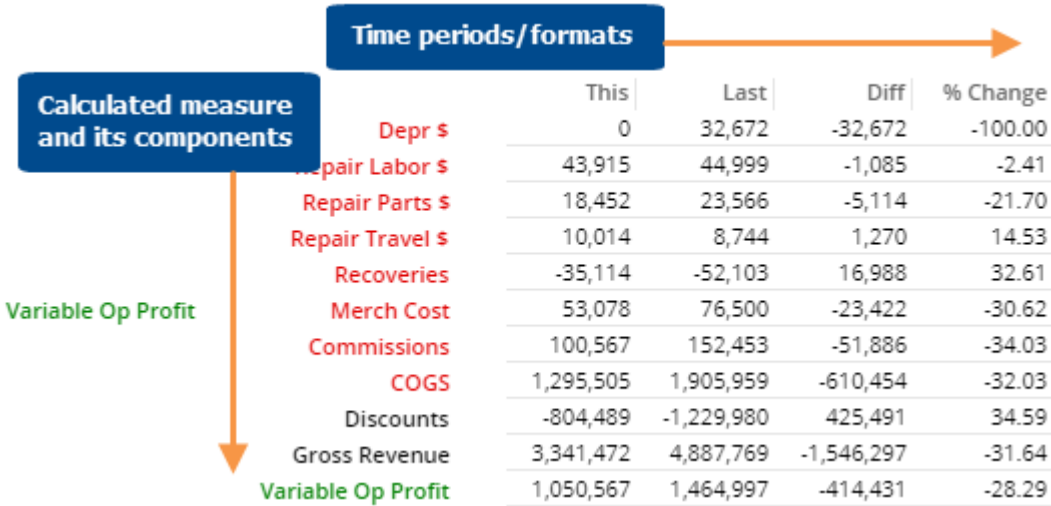 Time periods/formats
Calculated measure
and its components
This Last Diff % Change
Depr $ 0 32,672 -32,672 -100.00
epair Labor $ 43,915 44,999 -1,085 -2.41
Repair Parts $ 18,452 23,566 -5,114 -21.70
Repair Travel $ 10,014 8,744 1,270 14.53
Recoveries -35,114 -52,103 16,988 32.61
Variable Op Profit Merch Cost 53,078 76,500 -23,422 -30.62
Commissions 100,567 152,453 -51,886 -34.03
COGS 1,295,505 1,905,959 -610,454 -32.03
Discounts -804,489 -1,229,980 425,491 34.59
Gross Revenue 3,341,472 4,887,769 -1,546,297 -31.64
Variable Op Profit 1,050,567 1,464,997 -414,431 -28.29